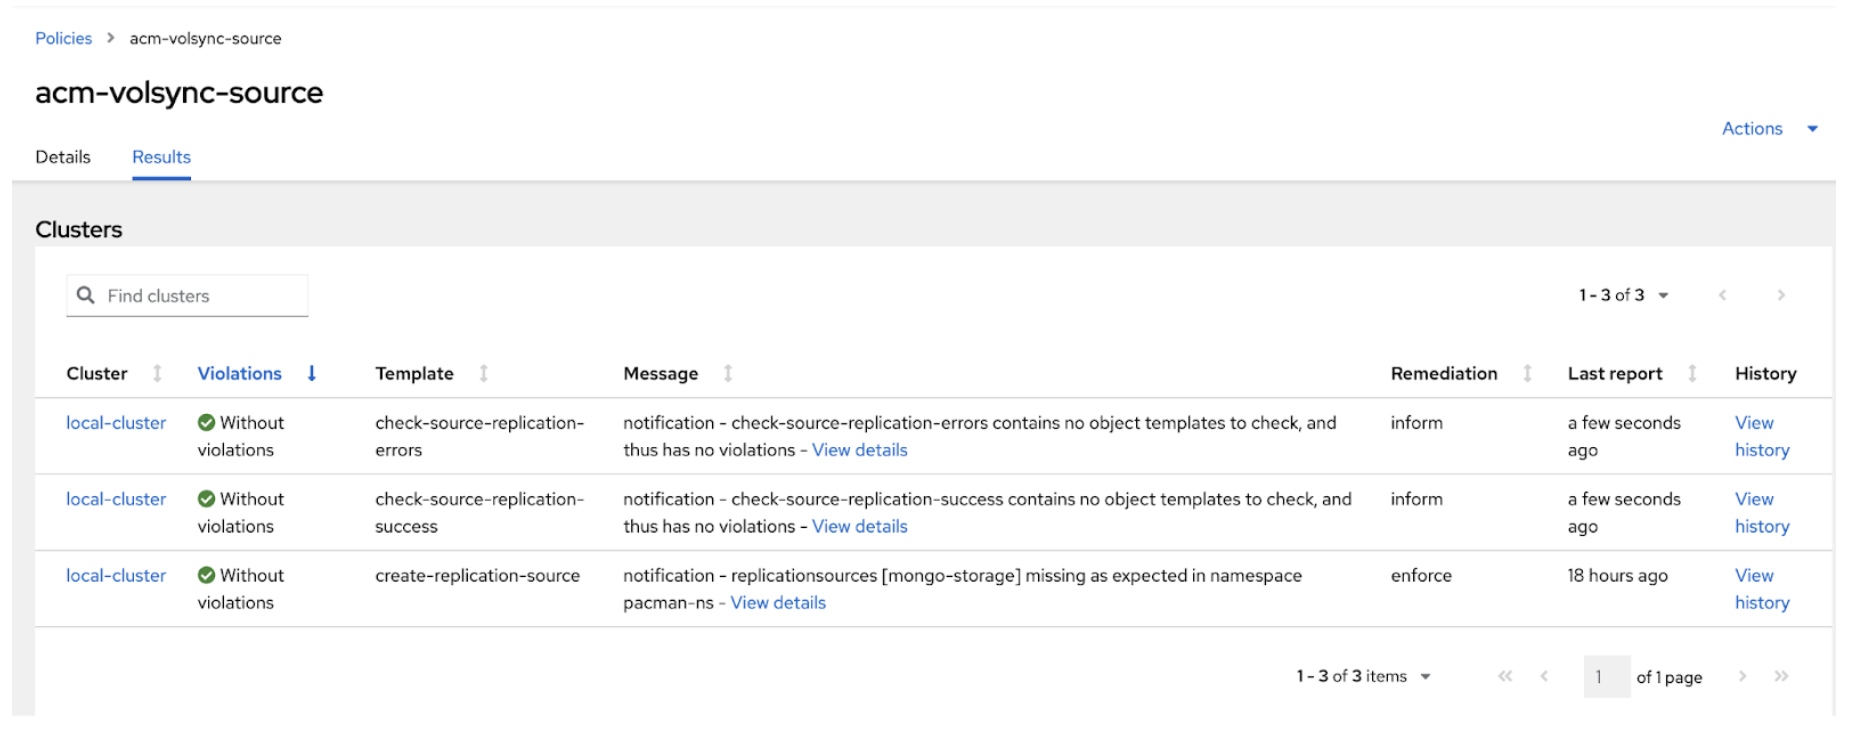 Policies > acm-volsync-source
acm-volsync-source
Actions
Details Results
Clusters
Find clusters
1 - 3 of 3
Cluster Violations Template Message Remediation Last report History
local-cluster Without check-source-replication- notification - check-source-replication-errors contains no object templates to check, and inform a few seconds View
violations errors thus has no violations - View details ago history
local-cluster Without check-source-replication- notification - check-source-replication-success contains no object templates to check, and inform a few seconds View
violations success thus has no violations - View details ago history
local-cluster Without create-replication-source notification - replicationsources [mongo-storage] missing as expected in namespace enforce 18 hours ago View
violations pacman-ns - View details history
1 - 3 of 3 items 1 of 1 page